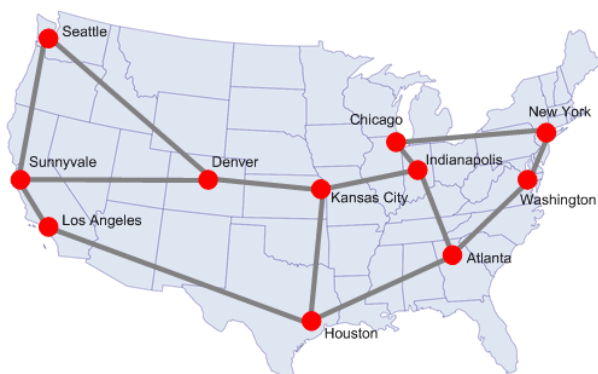 Seattle
New York
Chicago
Sunnyvale
Denver
Indianapolis
Kansas City
Washington
Los Angeles
Atlanta
Houston